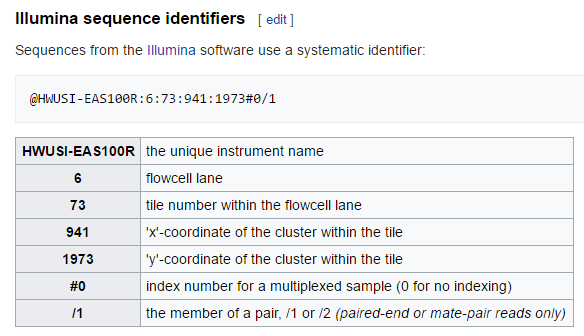 Illumina sequence identifiers [ edit ]
Sequences from the Illumina software use a systematic identifier:
@HWUSI-EAS100R:6:73:941:1973#0/1
HWUSI-EAS100R the unique instrument name
6 flowcell lane
73 tile number within the flowcell lane
941 'x'-coordinate of the cluster within the tile
1973 'y'-coordinate of the cluster within the tile
#0 index number for a multiplexed sample (0 for no indexing)
/1 the member of a pair, /1 or /2 (paired-end or mate-pair reads only)